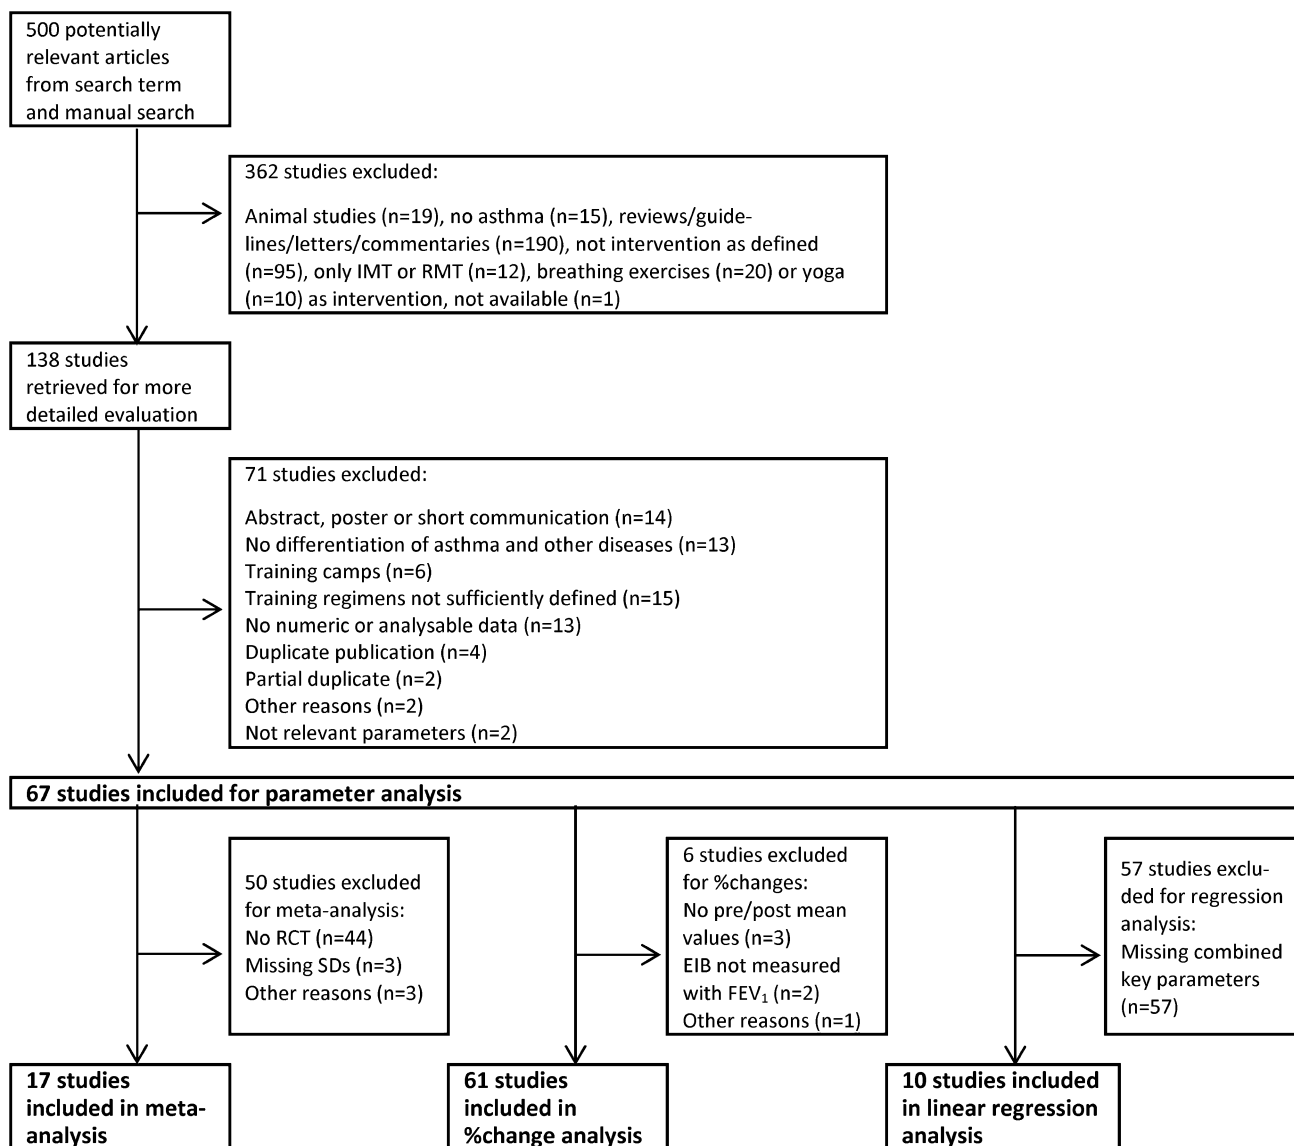 500 potentially
relevant articles
from search term
and manual search
362 studies excluded:
Animal studies (n=19), no asthma (n=15), reviews/guide-
lines/letters/commentaries (n=190), not intervention as defined
(n=95), only IMT or RMT (n=12), breathing exercises (n=20) or yoga
(n=10) as intervention, not available (n=1)
138 studies
retrieved for more
detailed evaluation
71 studies excluded:
Abstract, poster or short communication (n=14)
No differentiation of asthma and other diseases (n=13)
Training camps (n=6)
Training regimens not sufficiently defined (n=15)
No numeric or analysable data (n=13)
Duplicate publication (n=4)
Partial duplicate (n=2)
Other reasons (n=2)
Not relevant parameters (n=2)
67 studies included for parameter analysis
50 studies excluded
for meta-analysis:
No RCT (n=44)
Missing SDs (n=3)
Other reasons (n=3)
6 studies excluded
for %changes:
No pre/post mean
values (n=3)
EIB not measured
with FEV₁ (n=2)
Other reasons (n=1)
57 studies exclu-
ded for regression
analysis:
Missing combined
key parameters
(n=57)
17 studies
included in meta-
analysis
61 studies
included in
%change analysis
10 studies included
in linear regression
analysis